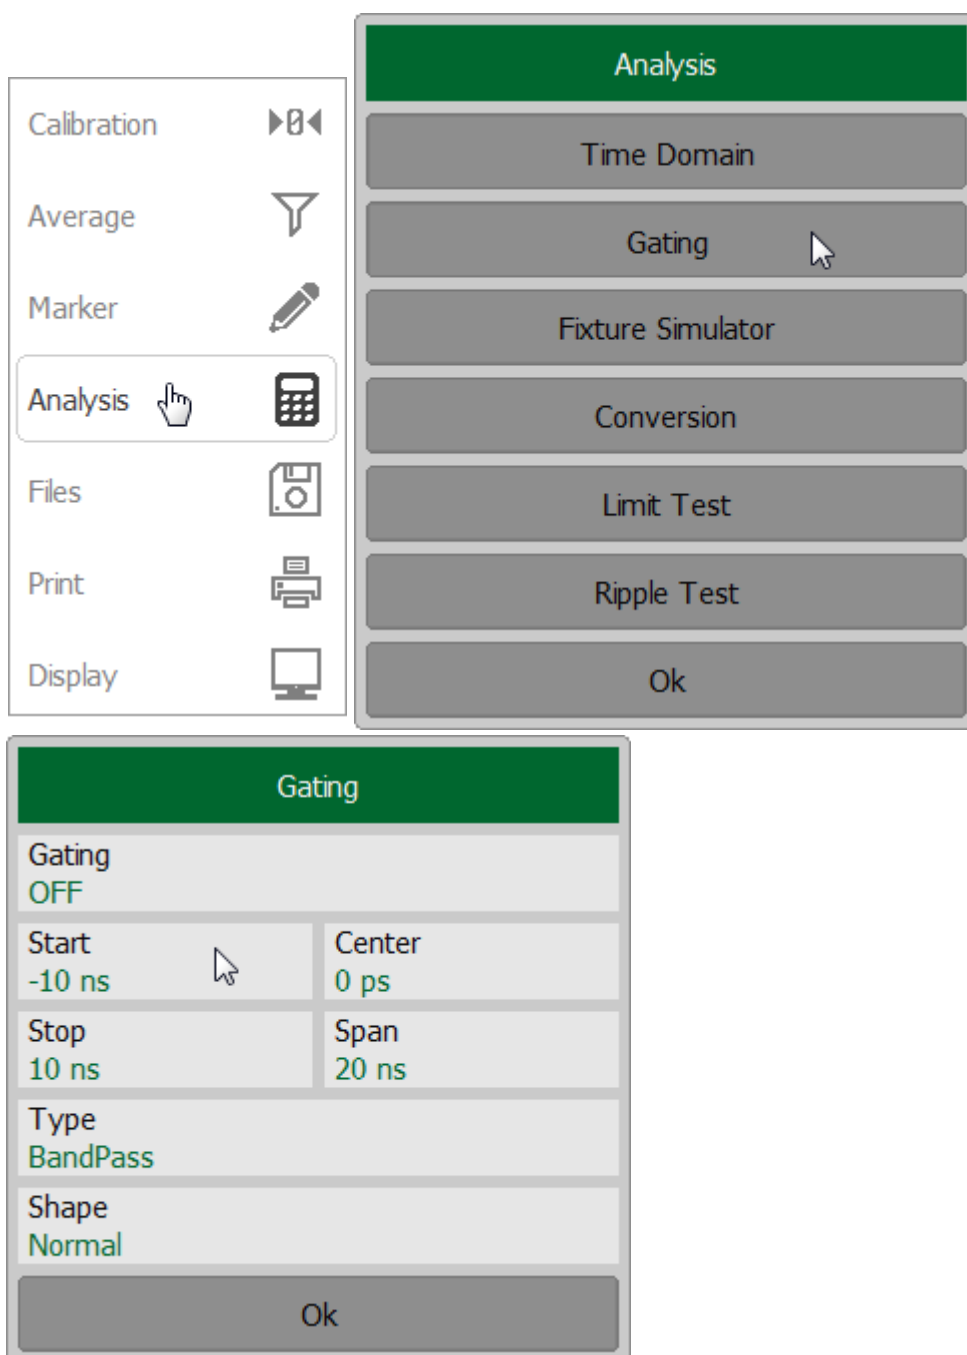 Calibration
Average
Marker
Analysis
Files
Print
Display
Analysis
Time Domain
Gating
Fixture Simulator
Conversion
Limit Test
Ripple Test
Ok
Gating
Gating
OFF
Start
-10 ns
Center
0 ps
Stop
10 ns
Span
20 ns
Type
BandPass
Shape
Normal
Ok